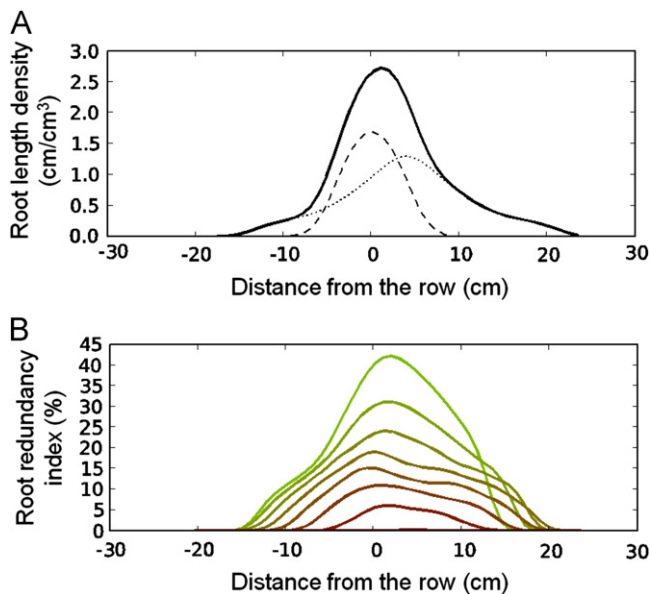 A
Root length density
(cm/cm³)
3.0
2.5
2.0
1.5
1.0
0.5
0.0
-30 -20 -10 0 10 20 30
Distance from the row (cm)
B
Root redundancy
index (%)
45
40
35
30
25
20
15
10
5
0
-30 -20 -10 0 10 20 30
Distance from the row (cm)